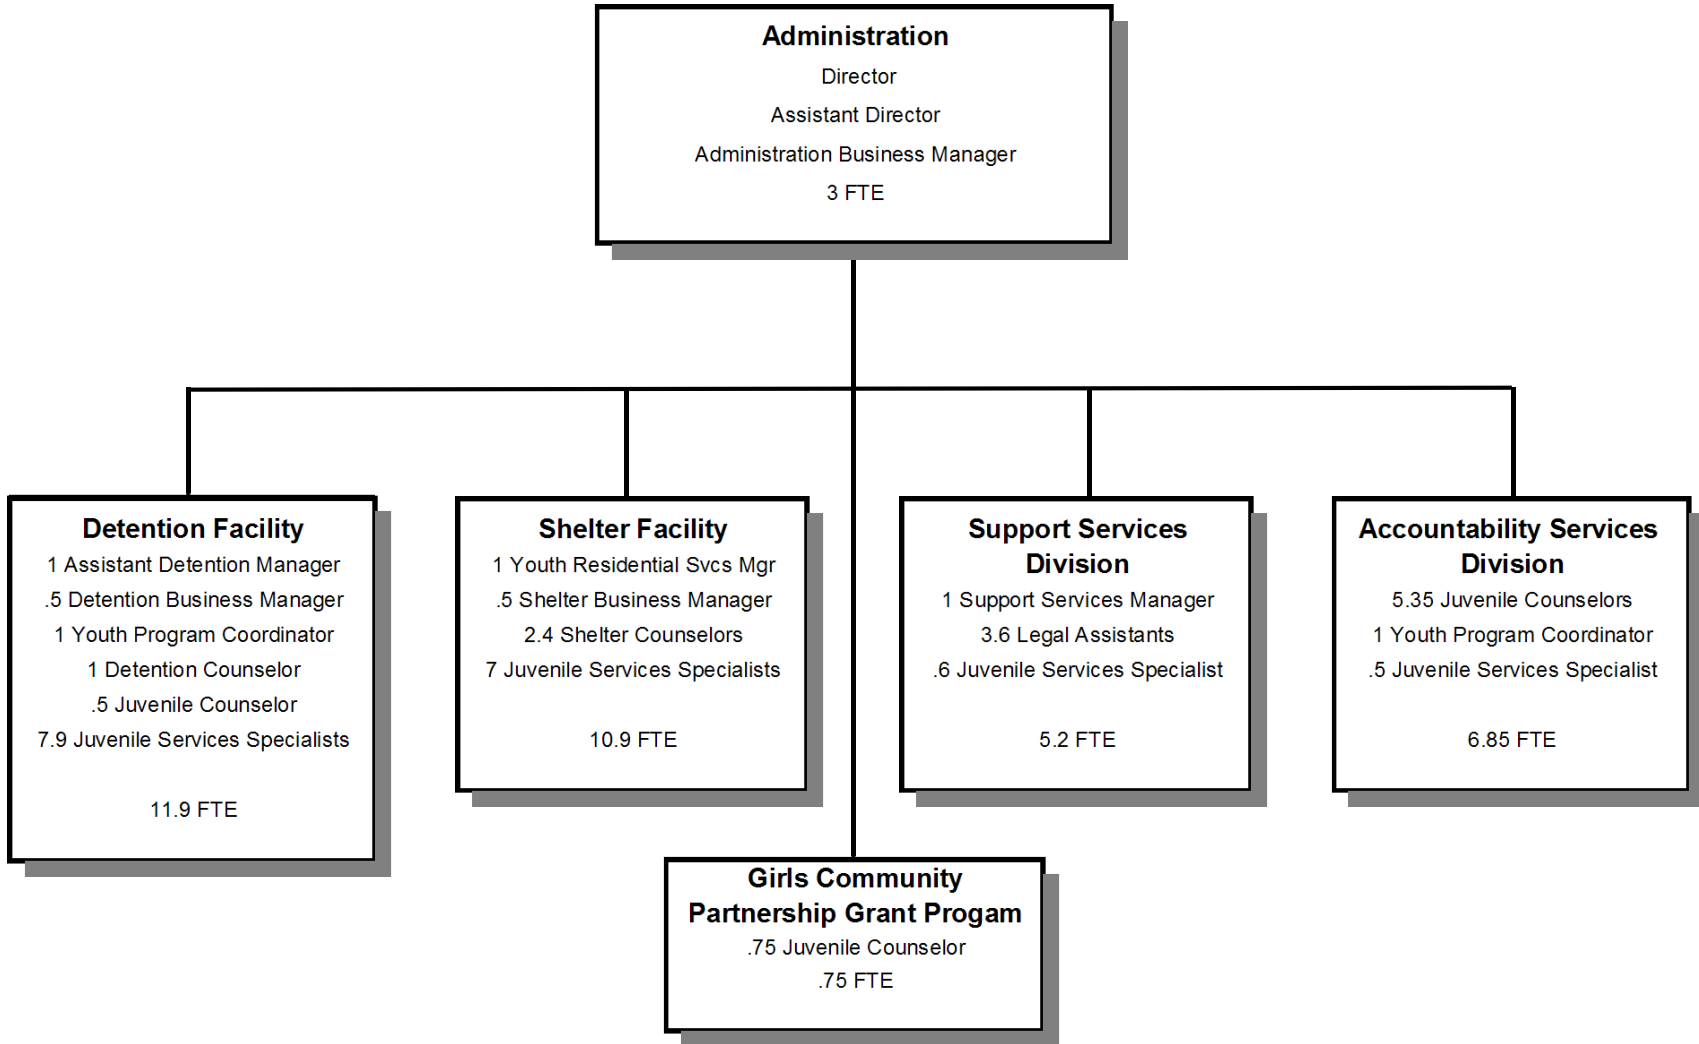 Administration
Director
Assistant Director
Administration Business Manager
3 FTE
Detention Facility
1 Assistant Detention Manager
.5 Detention Business Manager
1 Youth Program Coordinator
1 Detention Counselor
.5 Juvenile Counselor
7.9 Juvenile Services Specialists
11.9 FTE
Shelter Facility
1 Youth Residential Svcs Mgr
.5 Shelter Business Manager
2.4 Shelter Counselors
7 Juvenile Services Specialists
10.9 FTE
Support Services
Division
1 Support Services Manager
3.6 Legal Assistants
.6 Juvenile Services Specialist
5.2 FTE
Accountability Services
Division
5.35 Juvenile Counselors
1 Youth Program Coordinator
.5 Juvenile Services Specialist
6.85 FTE
Girls Community
Partnership Grant Progam
.75 Juvenile Counselor
.75 FTE